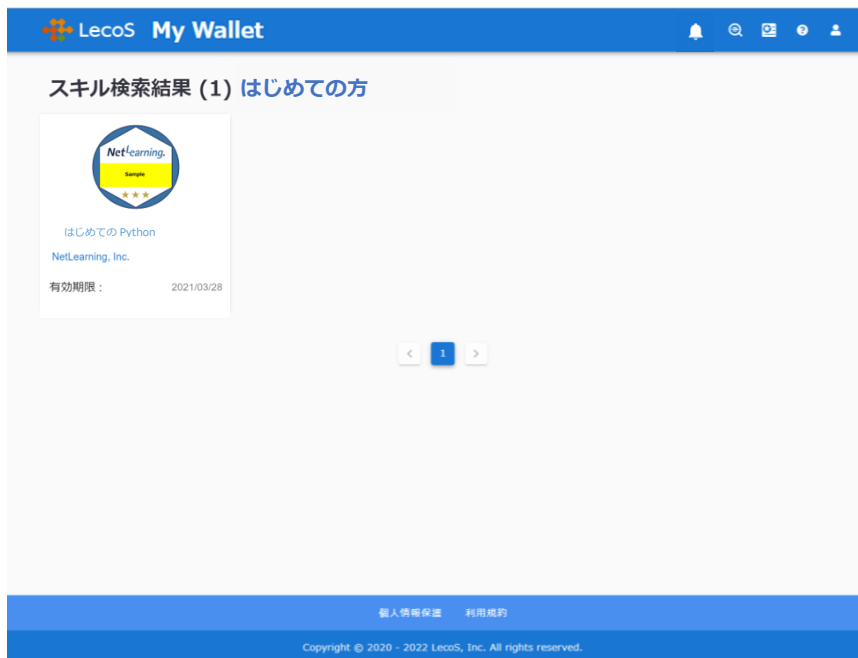 LecoS My Wallet
スキル検索結果 (1) はじめての方
NetLearning.
Sample
はじめての Python
NetLearning, Inc.
有効期限 : 2021/03/28
< 1 >
個人情報保護 利用規約
Copyright © 2020 - 2022 LecoS, Inc. All rights reserved.